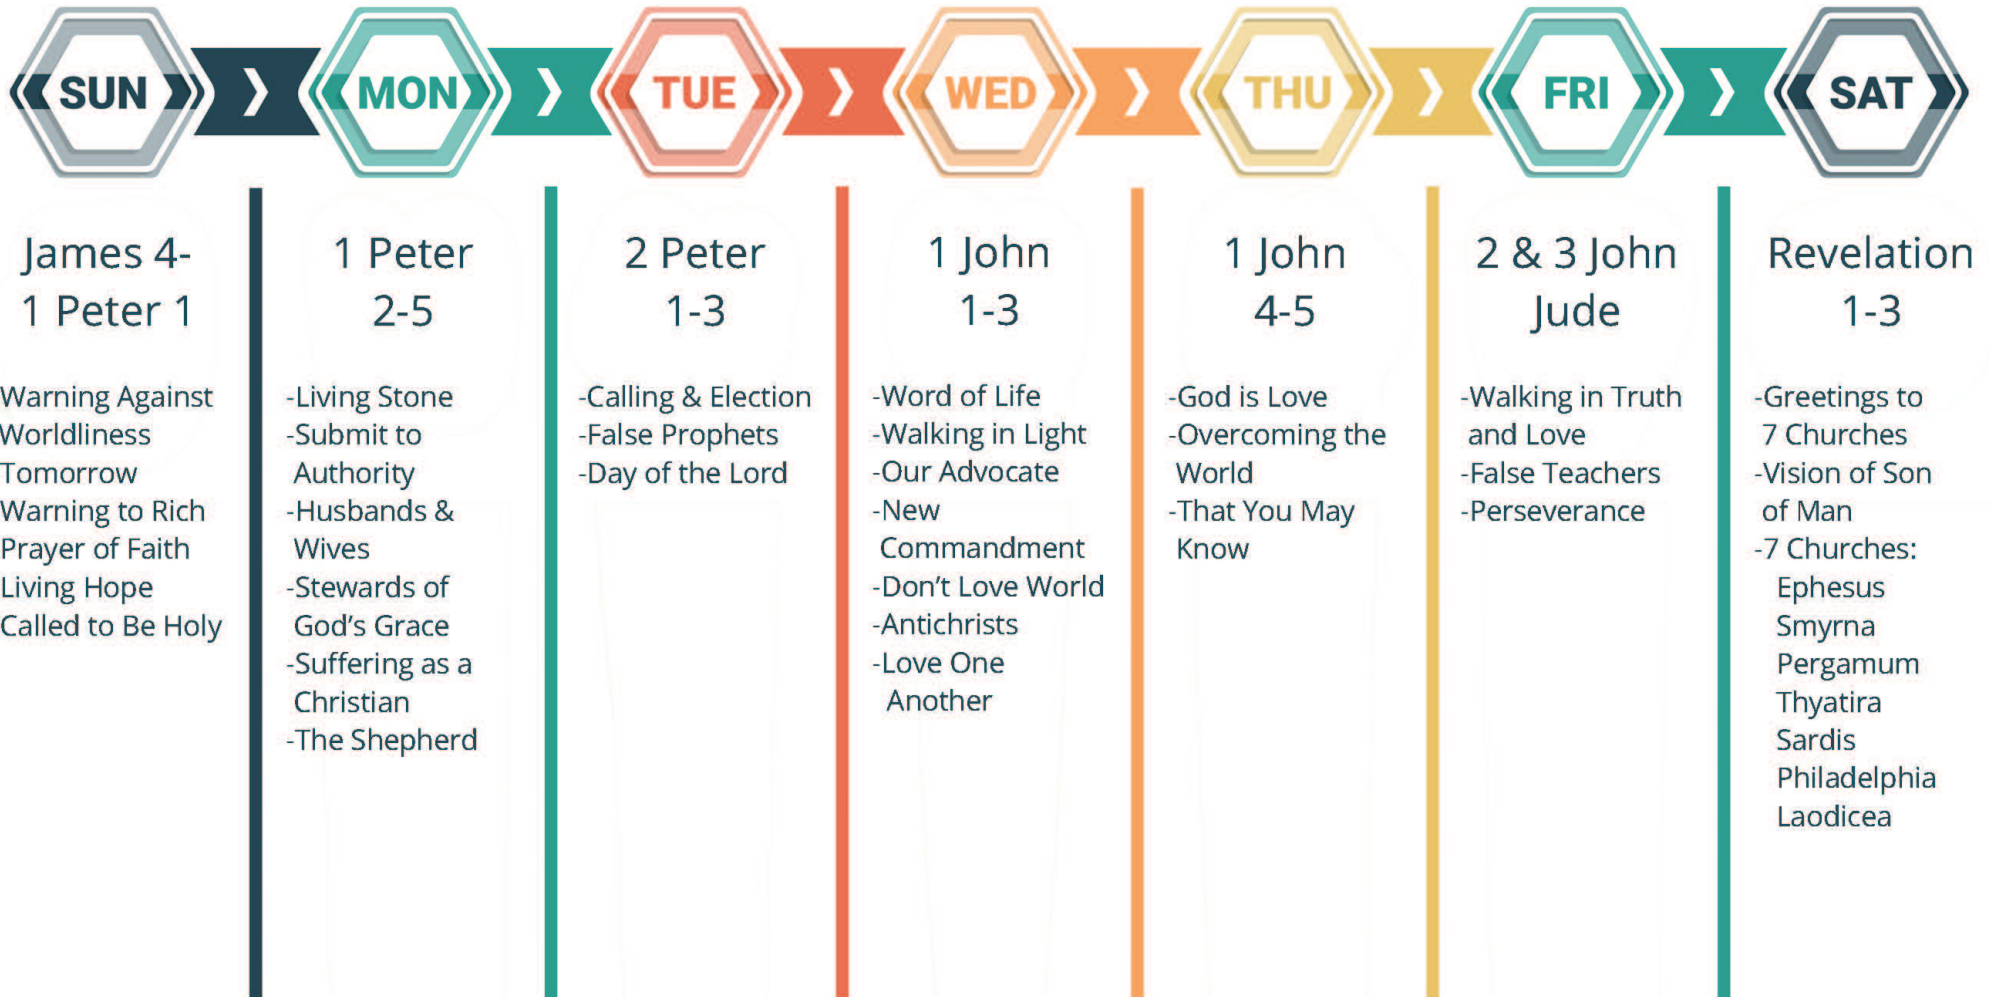 SUN
MON
TUE
WED
THU
FRI
SAT
James 4-
1 Peter 1
Warning Against
Worldliness
Tomorrow
Warning to Rich
Prayer of Faith
Living Hope
Called to Be Holy
1 Peter
2-5
-Living Stone
-Submit to
Authority
-Husbands &
Wives
-Stewards of
God's Grace
-Suffering as a
Christian
-The Shepherd
2 Peter
1-3
-Calling & Election
-False Prophets
-Day of the Lord
1 John
1-3
-Word of Life
-Walking in Light
-Our Advocate
-New
Commandment
-Don't Love World
-Antichrists
-Love One
Another
1 John
4-5
-God is Love
-Overcoming the
World
-That You May
Know
2 & 3 John
Jude
-Walking in Truth
and Love
-False Teachers
-Perseverance
Revelation
1-3
-Greetings to
7 Churches
-Vision of Son
of Man
-7 Churches:
Ephesus
Smyrna
Pergamum
Thyatira
Sardis
Philadelphia
Laodicea